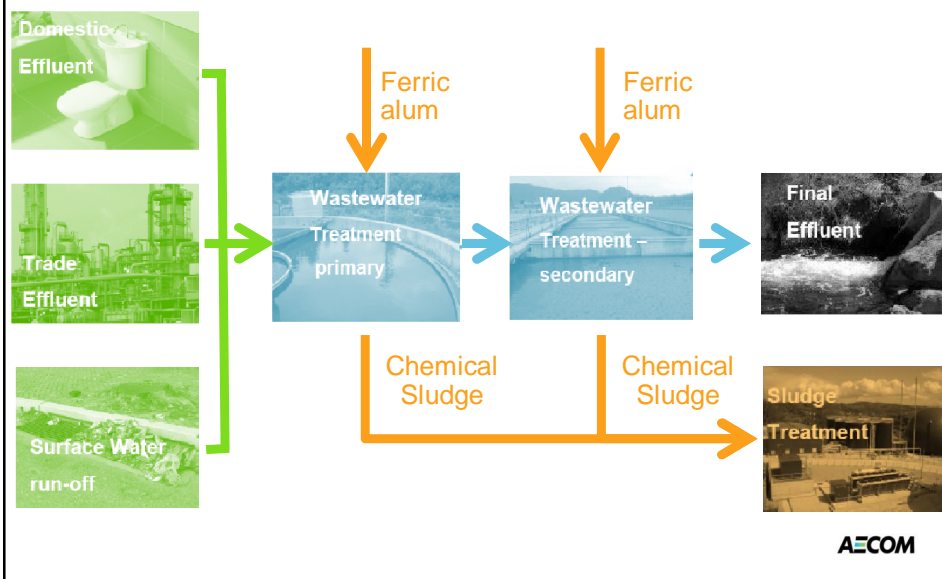 Domestic
Effluent
Ferric
alum
Ferric
alum
Trade
Effluent
Wastewater
Treatment
primary
Wastewater
Treatment –
secondary
Final
Effluent
Surface Water
run-off
Chemical
Sludge
Chemical
Sludge
Sludge
Treatment
AECOM